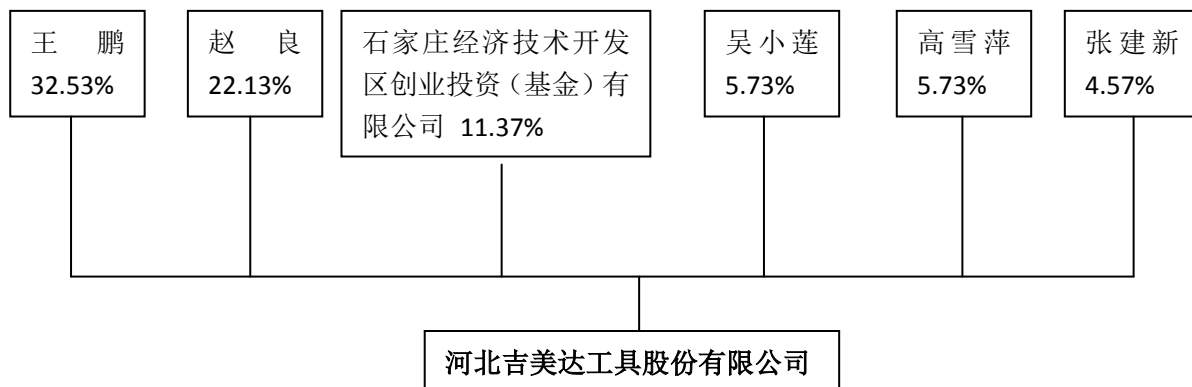 王 鹏
32.53%
赵 良
22.13%
石家庄经济技术开发
区创业投资（基金）有
限公司 11.37%
吴小莲
5.73%
高雪萍
5.73%
张建新
4.57%
河北吉美达工具股份有限公司